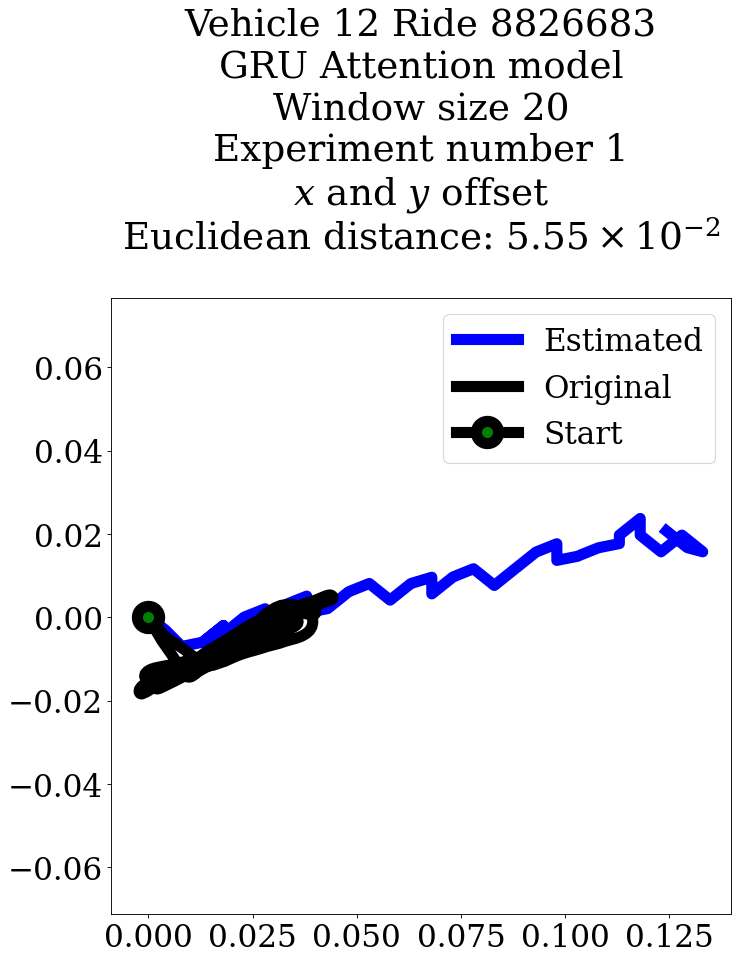 Vehicle 12 Ride 8826683
GRU Attention model
Window size 20
Experiment number 1
x and y offset
Euclidean distance: 5.55 × 10⁻²
Estimated
Original
Start
0.06
0.04
0.02
0.00
−0.02
−0.04
−0.06
0.000 0.025 0.050 0.075 0.100 0.125